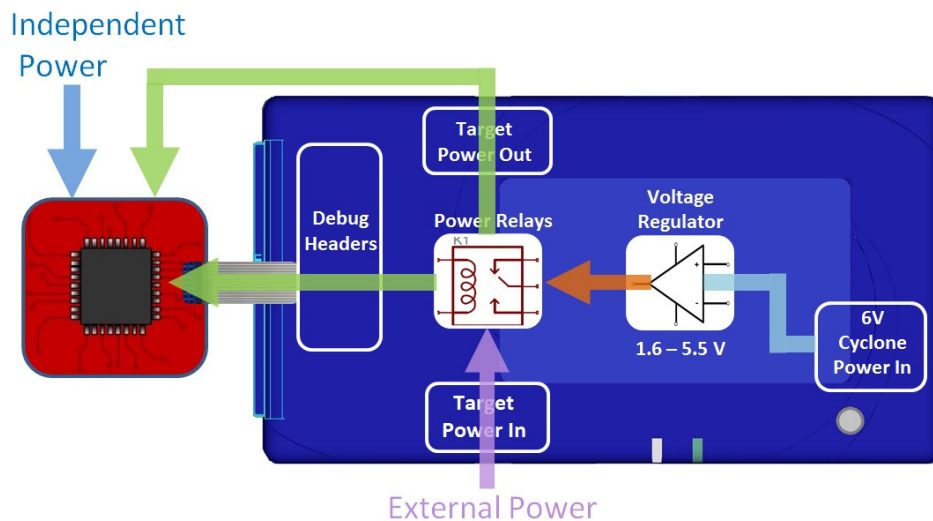 Independent
Power
Target
Power Out
Debug
Headers
Power Relays
K1
Voltage
Regulator
+
-
1.6 – 5.5 V
6V
Cyclone
Power In
Target
Power In
External Power